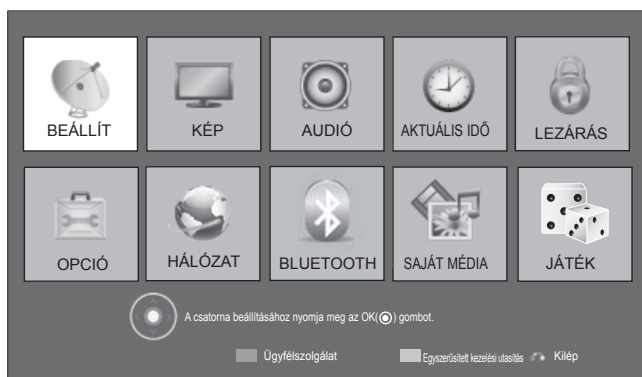 BEÁLLÍT
KÉP
AUDIÓ
AKTUÁLIS IDŐ
LEZÁRÁS
OPCIÓ
HÁLÓZAT
BLUETOOTH
SAJÁT MÉDIA
JÁTÉK
A csatorna beállításához nyomja meg az OK(◉) gombot.
Ügyfélszolgálat
Egyszerűsített kezelési utasítás
Kilép